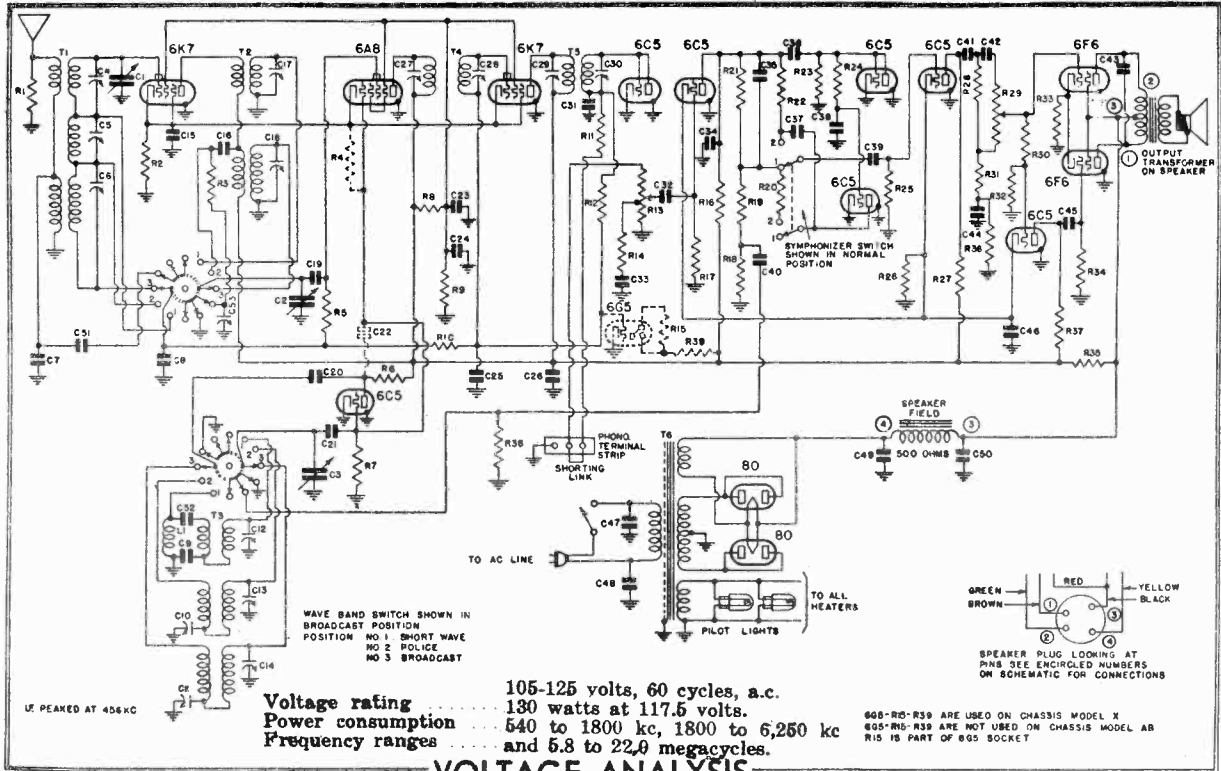 6K7
6A8
6K7
6C5
6C5
6C5
6C5
6F6
T1
T2
T4
T5
C4
C1
C17
C27
C28
C29
C30
R21
C36
C38
R23
R24
C41
C42
R28
R29
C43
R1
C5
C6
R2
C15
C16
R3
C18
R4
C31
R11
C34
R22
C37
C39
R33
R30
OUTPUT
TRANSFORMER
ON SPEAKER
6F6
R8
C23
C24
R12
R13
C32
R16
R19
R20
6C5
R25
R31
R32
C44
R36
6C5
C45
R14
C33
R17
R18
C40
SYMPHONIZER SWITCH
SHOWN IN NORMAL
POSITION
R26
R27
R34
C51
C7
C8
C19
C2
C53
R5
R9
C22
R10
6G5
R15
R39
C46
R37
R35
C20
R6
C25
C26
6C5
C21
C3
R7
R38
PHONO.
TERMINAL
STRIP
SHORTING
LINK
T6
SPEAKER
FIELD
500 OHMS
C49
C50
80
80
C47
C48
TO AC LINE
TO ALL
HEATERS
PILOT LIGHTS
C52
L1
C9
T3
C12
C13
C10
C14
WAVE BAND SWITCH SHOWN IN
BROADCAST POSITION
POSITION NO 1. SHORT WAVE
NO 2 POLICE
NO 3 BROADCAST
GREEN
BROWN
RED
YELLOW
BLACK
SPEAKER PLUG LOOKING AT
PINS SEE ENCIRCLED NUMBERS
ON SCHEMATIC FOR CONNECTIONS
I.F. PEAKED AT 456 KC
Voltage rating ...... 105-125 volts, 60 cycles, a.c.
Power consumption .... 130 watts at 117.5 volts.
Frequency ranges ..... 540 to 1800 kc, 1800 to 6,250 kc
and 5.8 to 22.0 megacycles.
6G5-R15-R39 ARE USED ON CHASSIS MODEL X
6G5-R15-R39 ARE NOT USED ON CHASSIS MODEL AB
R15 IS PART OF 6G5 SOCKET
VOLTAGE ANALYSIS